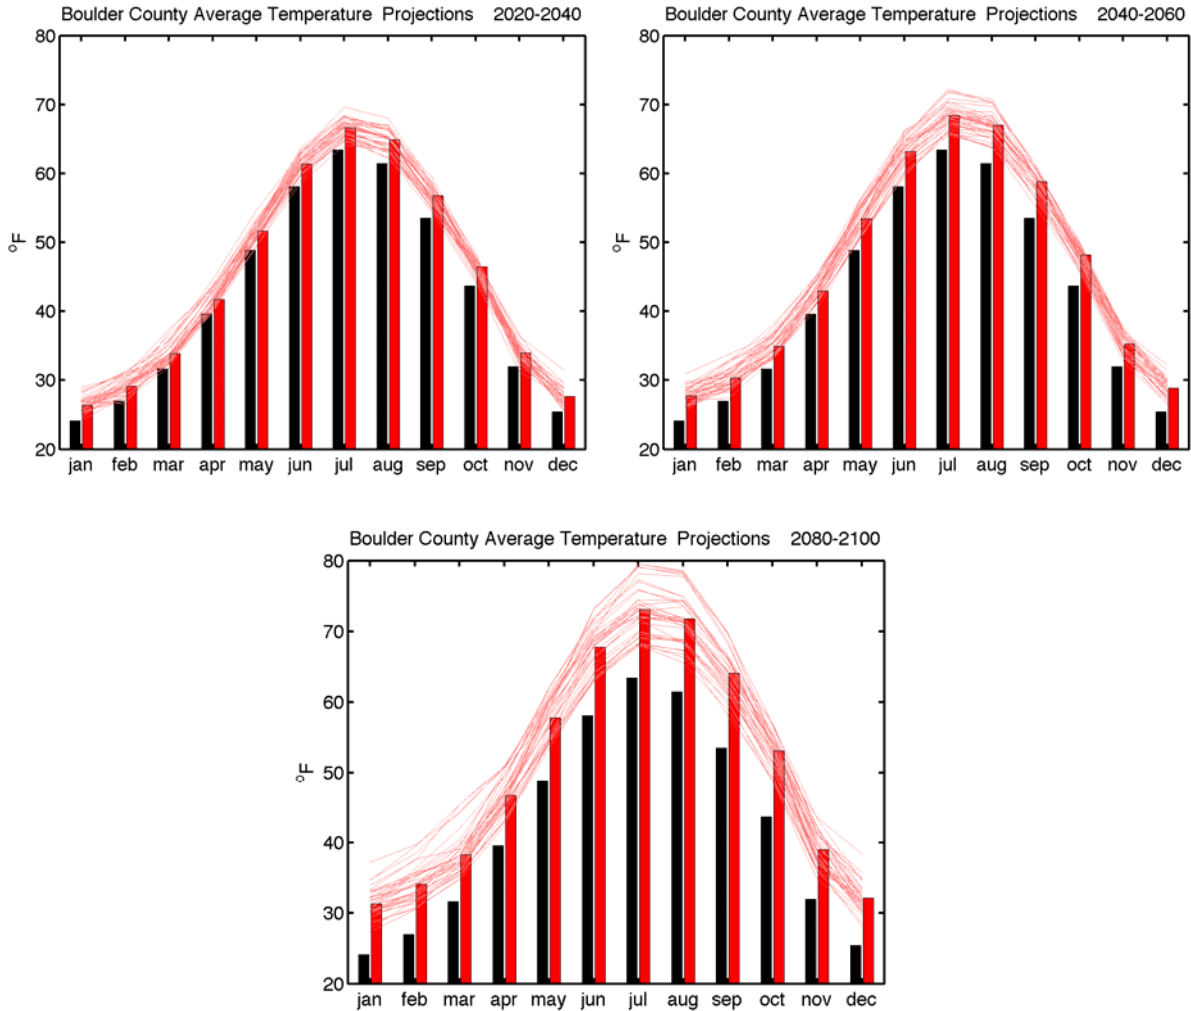 Boulder County Average Temperature Projections 2020-2040
80
70
60
50
40
30
20
°F
jan feb mar apr may jun jul aug sep oct nov dec
Boulder County Average Temperature Projections 2040-2060
80
70
60
50
40
30
20
°F
jan feb mar apr may jun jul aug sep oct nov dec
Boulder County Average Temperature Projections 2080-2100
80
70
60
50
40
30
20
°F
jan feb mar apr may jun jul aug sep oct nov dec